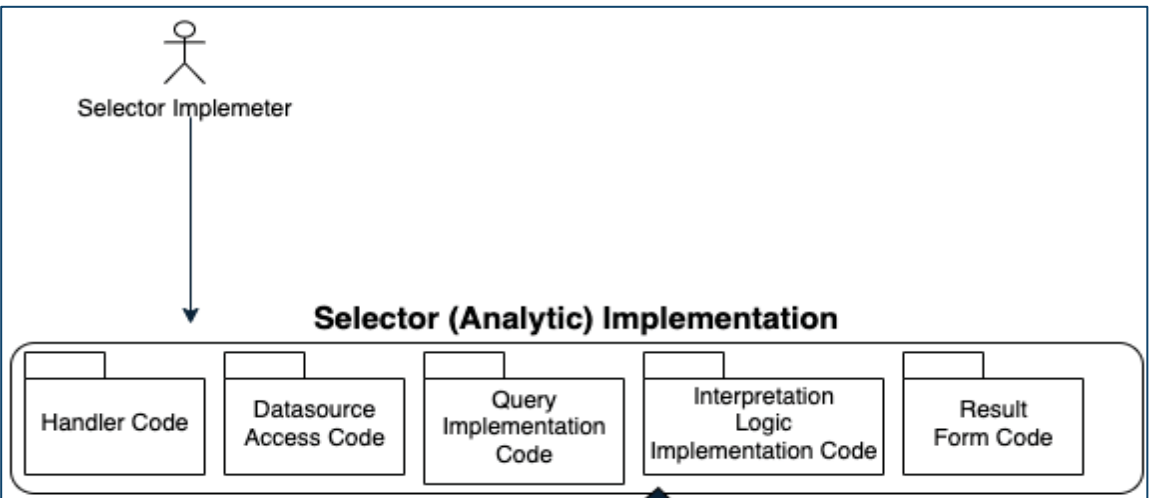 Selector Implemeter
Selector (Analytic) Implementation
Handler Code
Datasource
Access Code
Query
Implementation
Code
Interpretation
Logic
Implementation Code
Result
Form Code